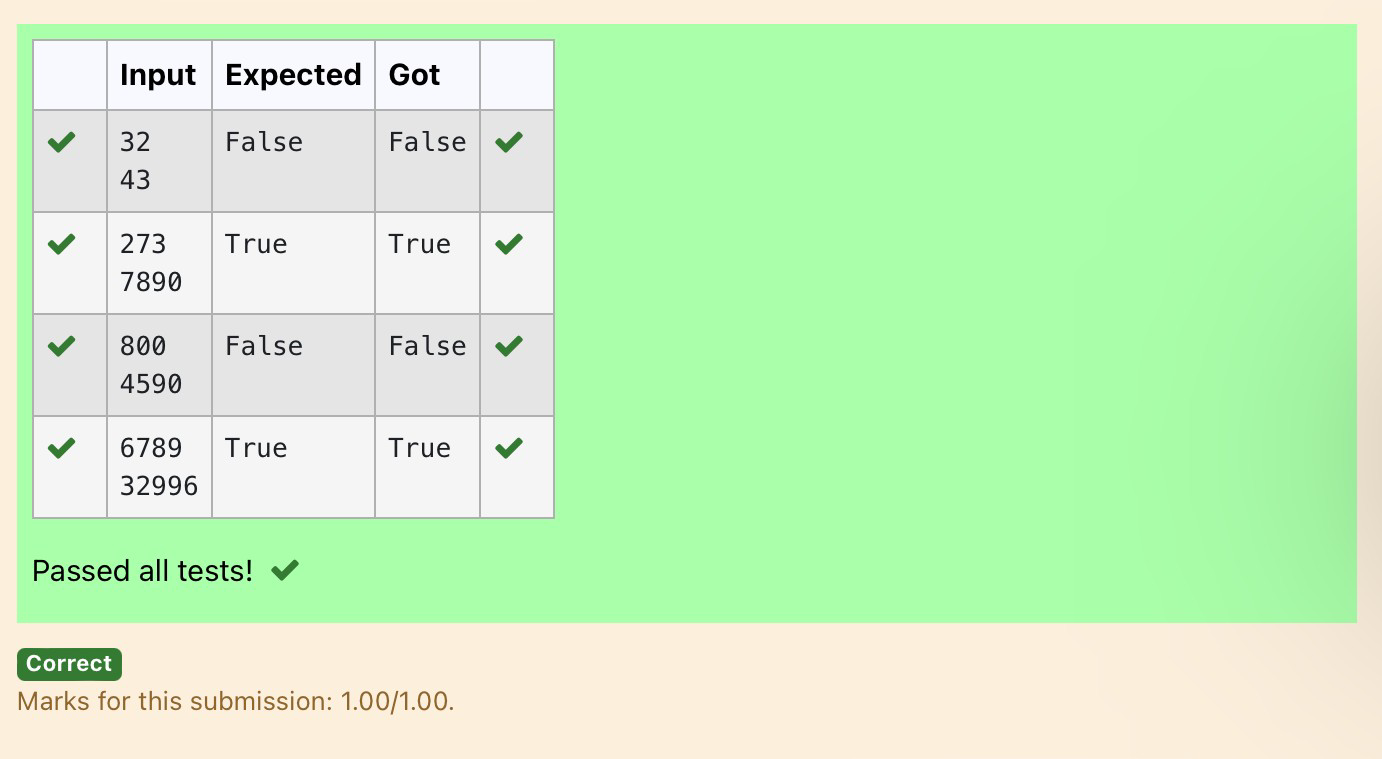 Input Expected Got
32 False False
43
273 True True
7890
800 False False
4590
6789 True True
32996
Passed all tests!
Correct
Marks for this submission: 1.00/1.00.